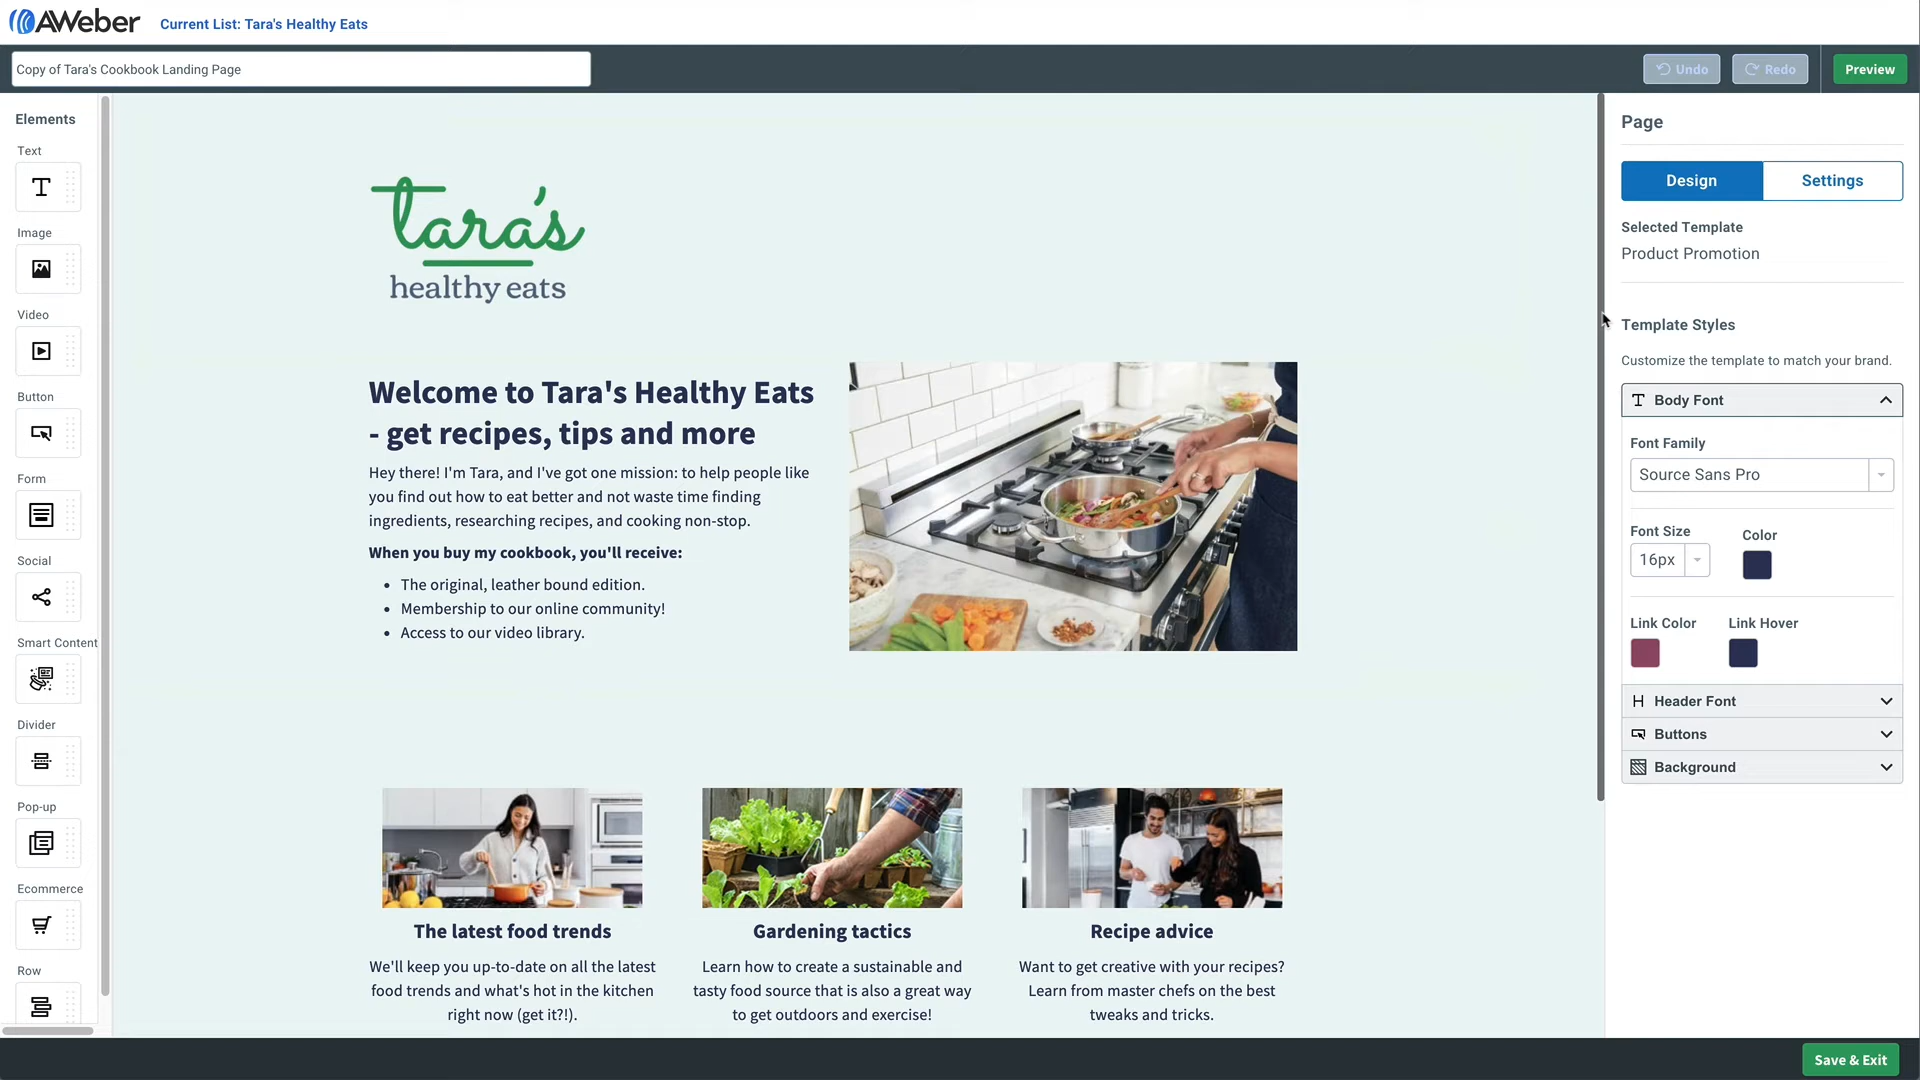 AWeber
Current List: Tara's Healthy Eats
Copy of Tara's Cookbook Landing Page
Undo
Redo
Preview
Elements
Text
Image
Video
Button
Form
Social
Smart Content
Divider
Pop-up
Ecommerce
Row
tara's
healthy eats
Welcome to Tara's Healthy Eats
- get recipes, tips and more
Hey there! I'm Tara, and I've got one mission: to help people like
you find out how to eat better and not waste time finding
ingredients, researching recipes, and cooking non-stop.
When you buy my cookbook, you'll receive:
• The original, leather bound edition.
• Membership to our online community!
• Access to our video library.
The latest food trends
We'll keep you up-to-date on all the latest
food trends and what's hot in the kitchen
right now (get it?!).
Gardening tactics
Learn how to create a sustainable and
tasty food source that is also a great way
to get outdoors and exercise!
Recipe advice
Want to get creative with your recipes?
Learn from master chefs on the best
tweaks and tricks.
Page
Design
Settings
Selected Template
Product Promotion
Template Styles
Customize the template to match your brand.
Body Font
Font Family
Source Sans Pro
Font Size
Color
16px
Link Color
Link Hover
Header Font
Buttons
Background
Save & Exit